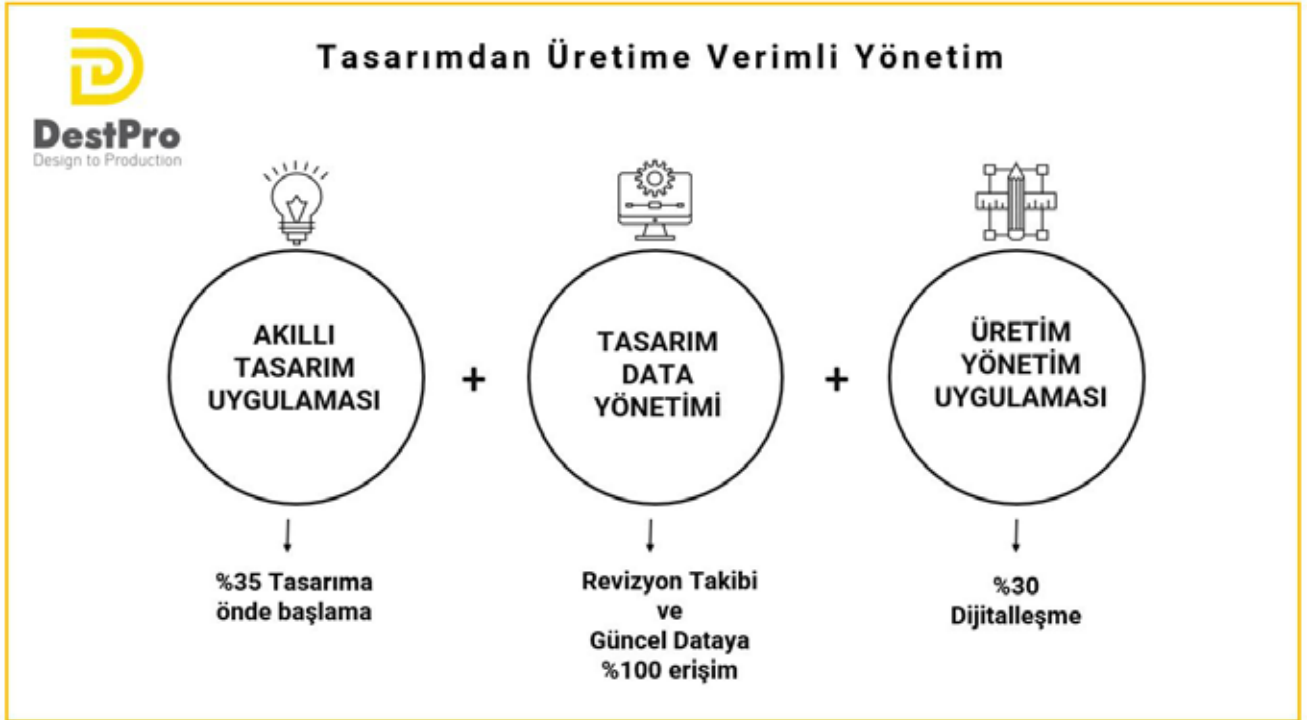 Tasarımdan Üretime Verimli Yönetim
DestPro
Design to Production
AKILLI
TASARIM
UYGULAMASI
+
TASARIM
DATA
YÖNETİMİ
+
ÜRETİM
YÖNETİM
UYGULAMASI
%35 Tasarıma
önde başlama
Revizyon Takibi
ve
Güncel Dataya
%100 erişim
%30
Dijitalleşme